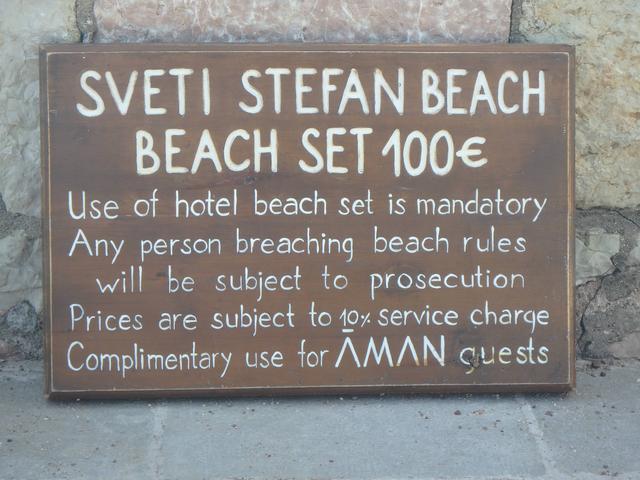 SVETI STEFAN BEACH
BEACH SET 100€
Use of hotel beach set is mandatory
Any person breaching beach rules
will be subject to prosecution
Prices are subject to 10% service charge
Complimentary use for ĀMAN guests